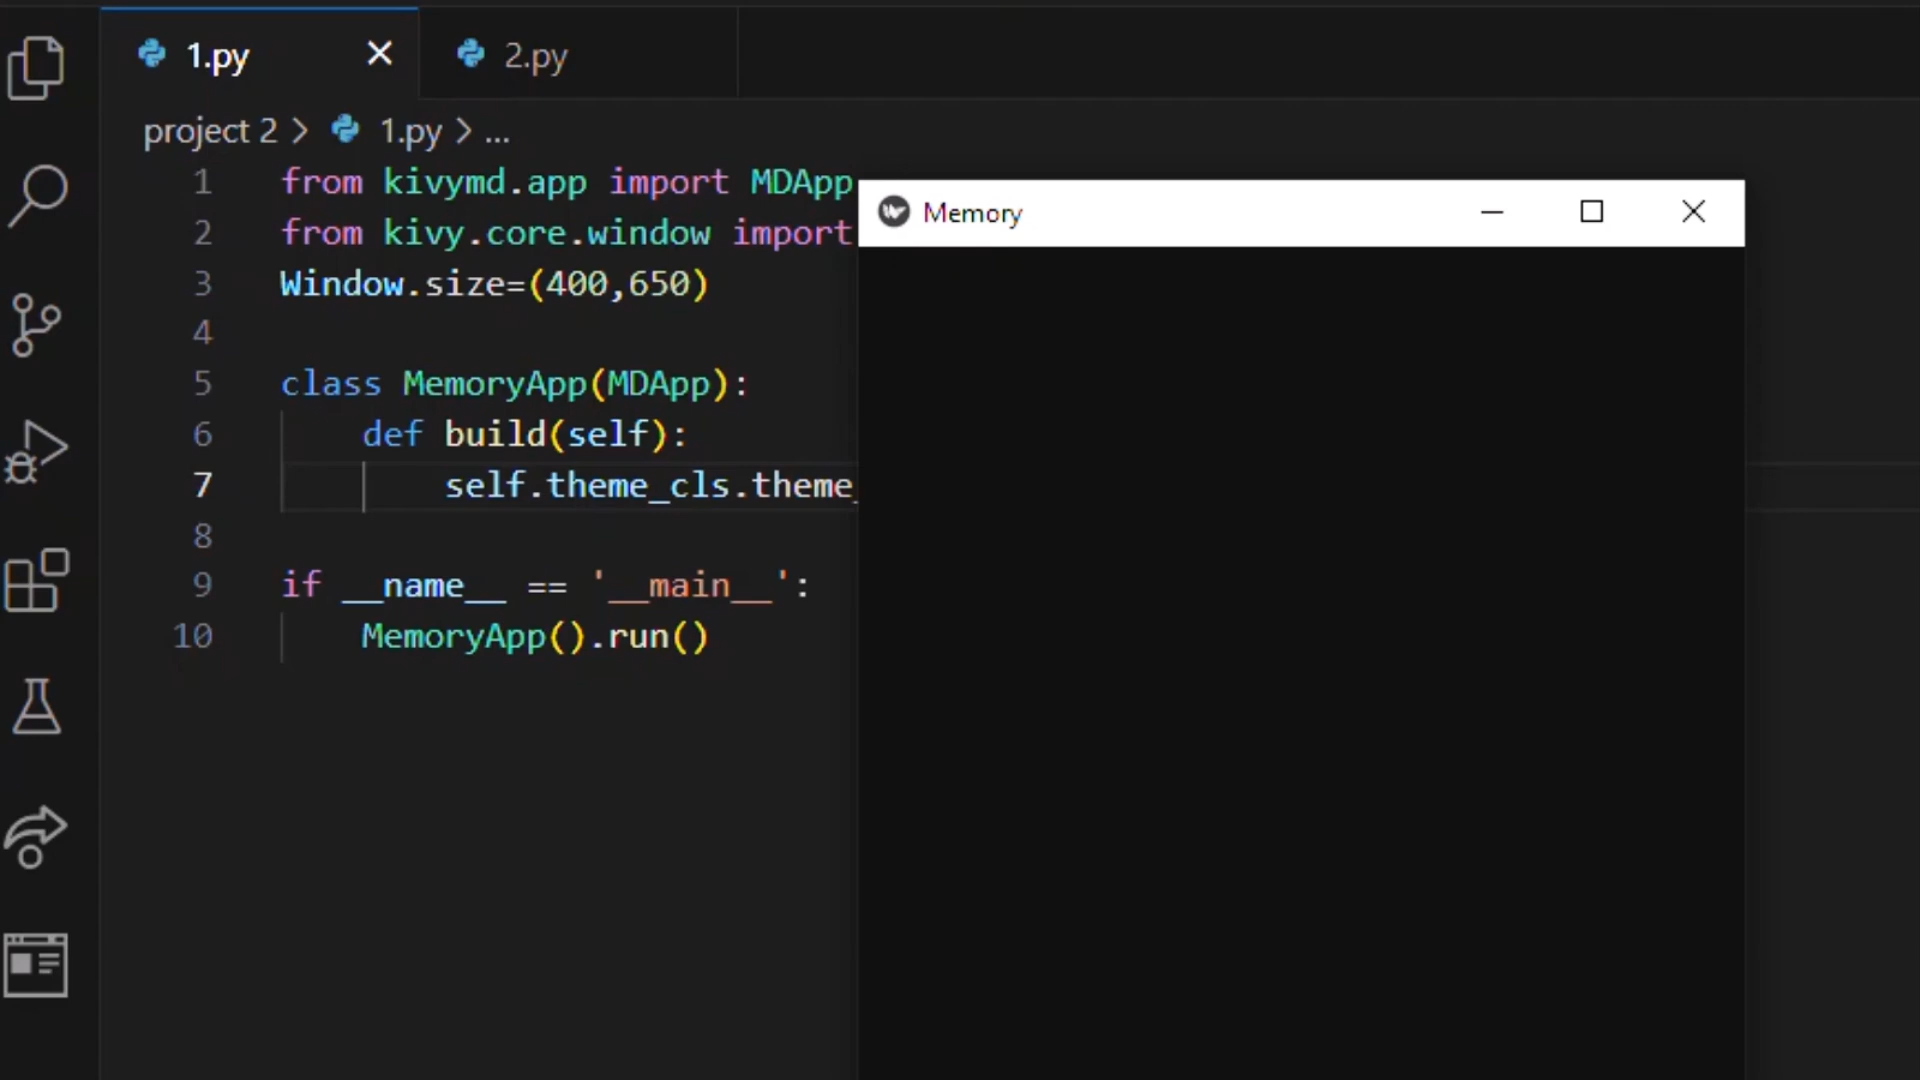 1.py 2.py
project 2 > 1.py > ...
1 from kivymd.app import MDApp
2 from kivy.core.window import
3 Window.size=(400,650)
4
5 class MemoryApp(MDApp):
6 def build(self):
7 self.theme_cls.theme_
8
9 if __name__ == '__main__':
10 MemoryApp().run()
Memory